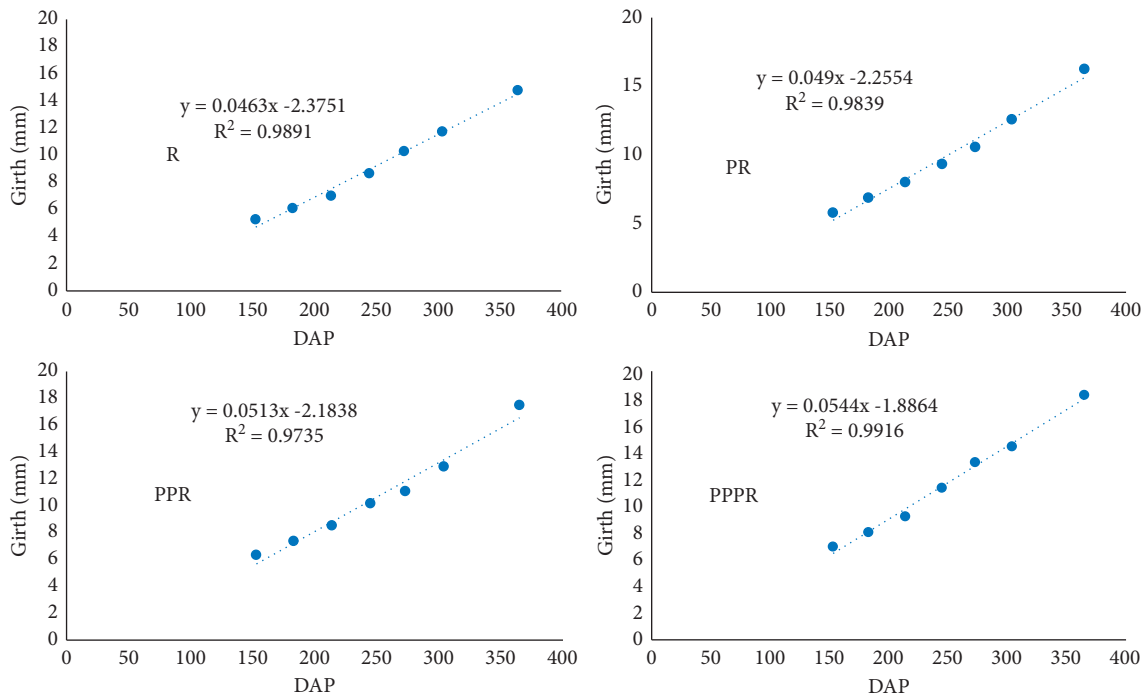 20
18
16
14
12
10
8
6
4
2
0
Girth (mm)
y = 0.0463x -2.3751
R² = 0.9891
R
0 50 100 150 200 250 300 350 400
DAP
20
15
10
5
0
Girth (mm)
y = 0.049x -2.2554
R² = 0.9839
PR
0 50 100 150 200 250 300 350 400
DAP
20
18
16
14
12
10
8
6
4
2
0
Girth (mm)
y = 0.0513x -2.1838
R² = 0.9735
PPR
0 50 100 150 200 250 300 350 400
DAP
20
18
16
14
12
10
8
6
4
2
0
Girth (mm)
y = 0.0544x -1.8864
R² = 0.9916
PPPR
0 50 100 150 200 250 300 350 400
DAP